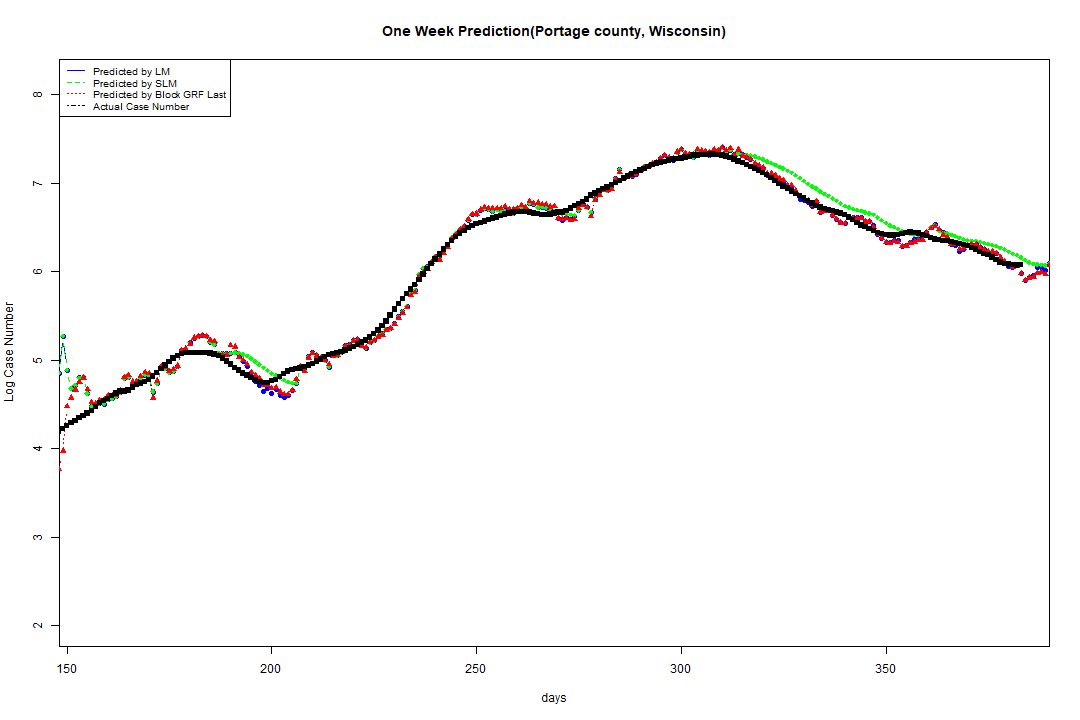 One Week Prediction(Portage county, Wisconsin)
Predicted by LM
Predicted by SLM
Predicted by Block GRF Last
Actual Case Number
Log Case Number
8
7
6
5
4
3
2
150 200 250 300 350
days